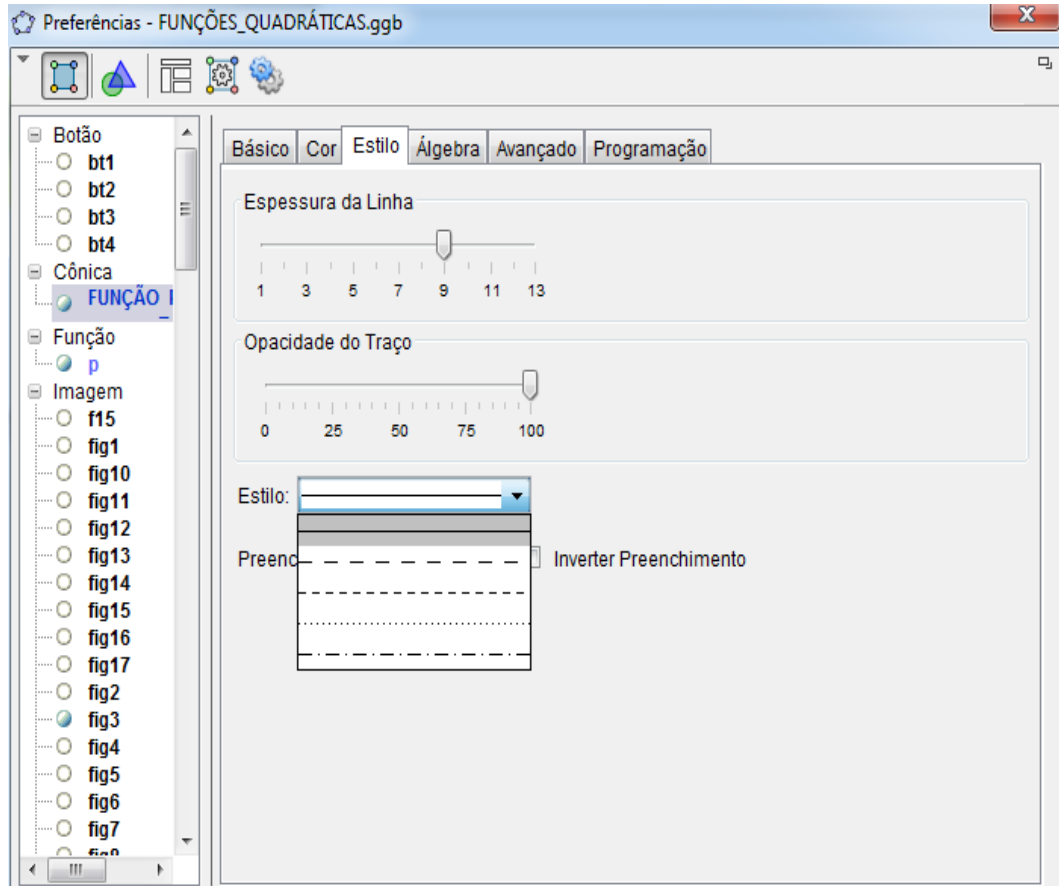 Preferências - FUNÇÕES_QUADRÁTICAS.ggb
Botão
bt1
bt2
bt3
bt4
Cônica
FUNÇÃO_
Função
p
Imagem
f15
fig1
fig10
fig11
fig12
fig13
fig14
fig15
fig16
fig17
fig2
fig3
fig4
fig5
fig6
fig7
Básico Cor Estilo Álgebra Avançado Programação
Espessura da Linha
1 3 5 7 9 11 13
Opacidade do Traço
0 25 50 75 100
Estilo:
Preenc Inverter Preenchimento